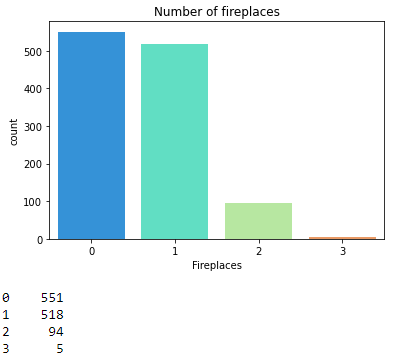 Number of fireplaces
500
400
300
200
100
0
count
0 1 2 3
Fireplaces
0 551
1 518
2 94
3 5